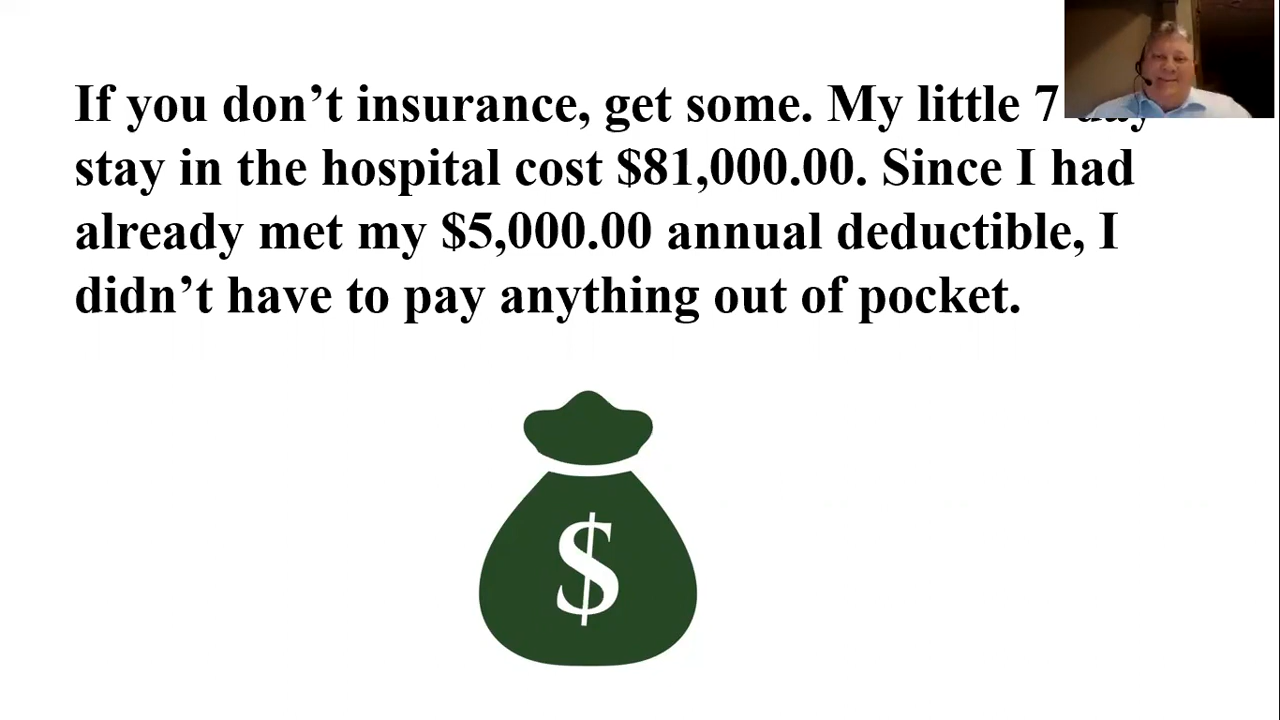 If you don’t insurance, get some. My little 7 day
stay in the hospital cost $81,000.00. Since I had
already met my $5,000.00 annual deductible, I
didn’t have to pay anything out of pocket.
$